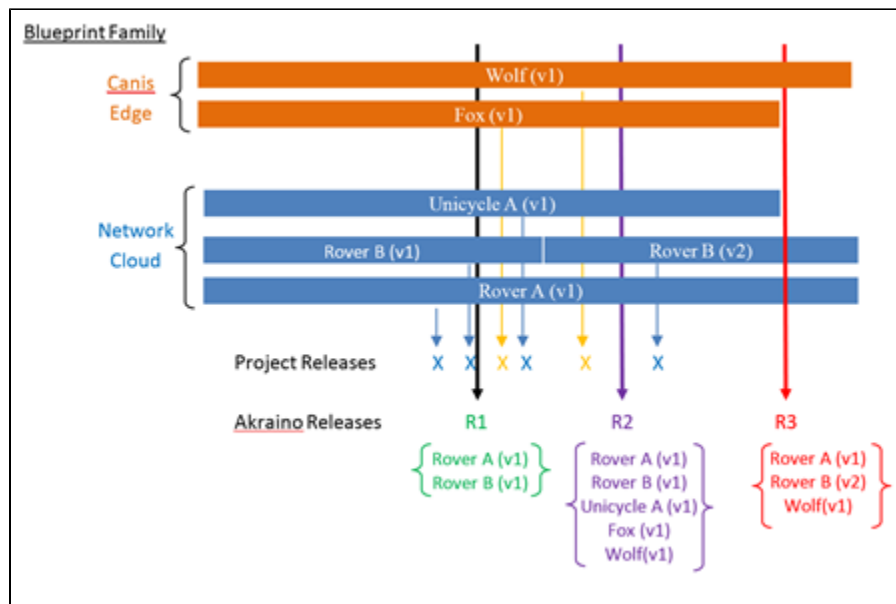 Blueprint Family
Canis
Edge
Wolf (v1)
Fox (v1)
Network
Cloud
Unicycle A (v1)
Rover B (v1)
Rover B (v2)
Rover A (v1)
Project Releases
X X X X X X
Akraino Releases
R1
R2
R3
Rover A (v1)
Rover B (v1)
Rover A (v1)
Rover B (v1)
Unicycle A (v1)
Fox (v1)
Wolf(v1)
Rover A (v1)
Rover B (v2)
Wolf(v1)